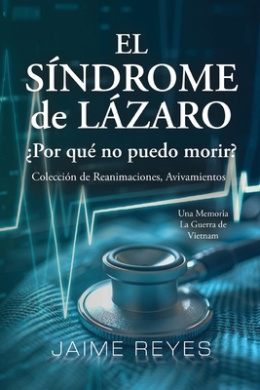 EL
SÍNDROME
de LÁZARO
¿Por qué no puedo morir?
Colección de Reanimaciones, Avivamientos
Una Memoria
La Guerra de
Vietnam
JAIME REYES